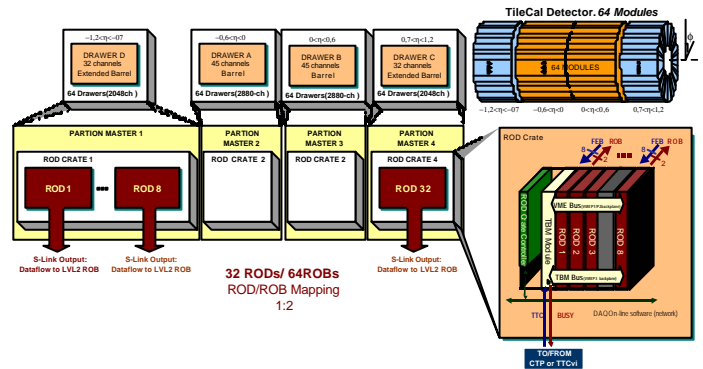 TileCal Detector. 64 Modules
64 MODULES
ϕ
−1,2<η<−07
−0,6<η<0
0<η<0,6
0,7<η<1,2
−1,2<η<−07
DRAWER D
32 channels
Extended Barrel
64 Drawers(2048ch )
−0,6<η<0
DRAWER A
45 channels
Barrel
64 Drawers(2880-ch )
0<η<0,6
DRAWER B
45 channels
Barrel
64 Drawers(2880-ch )
0,7<η<1,2
DRAWER C
32 channels
Extended Barrel
64 Drawers(2048ch )
PARTION MASTER 1
ROD CRATE 1
ROD1
ROD 8
PARTION
MASTER 2
ROD CRATE 2
PARTION
MASTER 3
ROD CRATE 2
PARTION
MASTER 4
ROD CRATE 4
ROD 32
S-Link Output:
Dataflow to LVL2 ROB
S-Link Output:
Dataflow to LVL2 ROB
S-Link Output:
Dataflow to LVL2 ROB
32 RODs/ 64ROBs
ROD/ROB Mapping
1:2
ROD Crate
FEB ROB
8
2
FEB ROB
8
2
ROD Crate Controller
TBM Module
VME Bus
ROD 1
ROD 2
ROD 3
ROD 8
TBM Bus
TTC
BUSY
DAQOn-line software (network)
TO/FROM
CTP or TTCvi